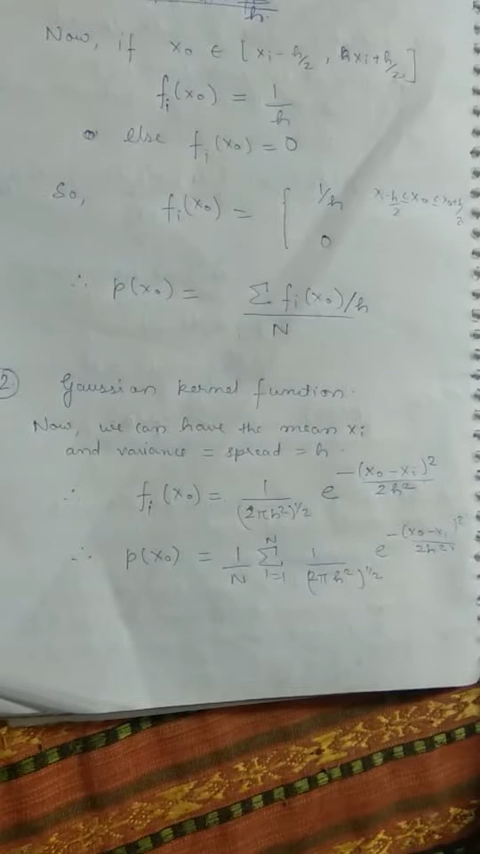 h.
Now, if x₀ ∈ [xᵢ-h/2, xᵢ+h/2]
fᵢ(x₀) = 1/h
else fᵢ(x₀) = 0
So, fᵢ(x₀) = { 1/h xᵢ-h/2 ≤ x₀ ≤ x₀+h/2
0
∴ p(x₀) = Σ fᵢ(x₀)/h / N
2 Gaussian kernel function.
Now, we can have the mean xᵢ
and variance = spread = h.
∴ fᵢ(x₀) = 1/(2πh²)^1/2 e^-(x₀-xᵢ)²/2h²
∴ p(x₀) = 1/N Σ i=1 N 1/(2πh²)^1/2 e^-(x₀-xᵢ)²/2h²